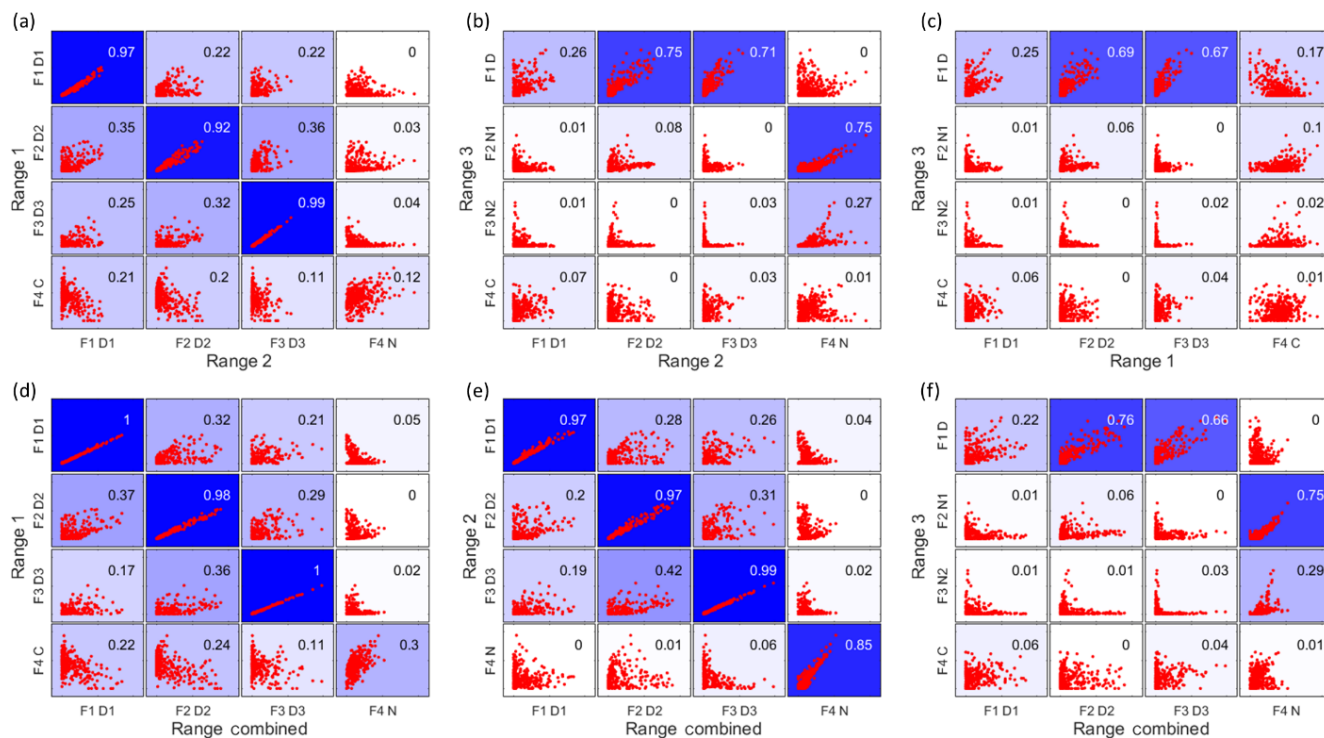 (a)
0.97 0.22 0.22 0
0.35 0.92 0.36 0.03
0.25 0.32 0.99 0.04
0.21 0.2 0.11 0.12
F1 D1
F2 D2
F3 D3
F4 C
Range 1
F1 D1 F2 D2 F3 D3 F4 N
Range 2
(b)
0.26 0.75 0.71 0
0.01 0.08 0 0.75
0.01 0 0.03 0.27
0.07 0 0.03 0.01
F1 D
F2 N1
F3 N2
F4 C
Range 3
F1 D1 F2 D2 F3 D3 F4 N
Range 2
(c)
0.25 0.69 0.67 0.17
0.01 0.06 0 0.1
0.01 0 0.02 0.02
0.06 0 0.04 0.01
F1 D
F2 N1
F3 N2
F4 C
Range 3
F1 D1 F2 D2 F3 D3 F4 C
Range 1
(d)
1 0.32 0.21 0.05
0.37 0.98 0.29 0
0.17 0.36 1 0.02
0.22 0.24 0.11 0.3
F1 D1
F2 D2
F3 D3
F4 C
Range 1
F1 D1 F2 D2 F3 D3 F4 N
Range combined
(e)
0.97 0.28 0.26 0.04
0.2 0.97 0.31 0
0.19 0.42 0.99 0.02
0 0.01 0.06 0.85
F1 D1
F2 D2
F3 D3
F4 N
Range 2
F1 D1 F2 D2 F3 D3 F4 N
Range combined
(f)
0.22 0.76 0.66 0
0.01 0.06 0 0.75
0.01 0.01 0.03 0.29
0.06 0 0.04 0.01
F1 D
F2 N1
F3 N2
F4 C
Range 3
F1 D1 F2 D2 F3 D3 F4 N
Range combined